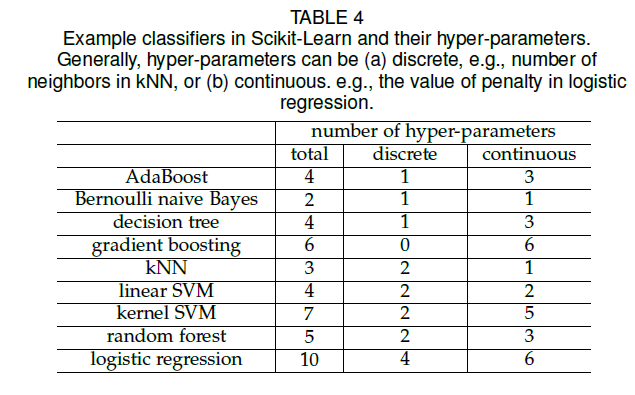 TABLE 4
Example classifiers in Scikit-Learn and their hyper-parameters.
Generally, hyper-parameters can be (a) discrete, e.g., number of
neighbors in kNN, or (b) continuous. e.g., the value of penalty in logistic
regression.
number of hyper-parameters
total discrete continuous
AdaBoost 4 1 3
Bernoulli naive Bayes 2 1 1
decision tree 4 1 3
gradient boosting 6 0 6
kNN 3 2 1
linear SVM 4 2 2
kernel SVM 7 2 5
random forest 5 2 3
logistic regression 10 4 6